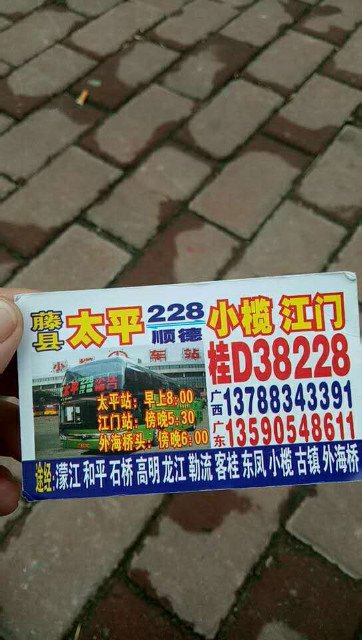 藤县 太平 228 顺德 小榄 江门
桂D38228
太平站：早上8:00
江门站：傍晚5:30
外海桥头：傍晚6:00
广西 13788343391
广东 13590548611
途经：濛江 和平 石桥 高明 龙江 勒流 客桂 东凤 小榄 古镇 外海桥